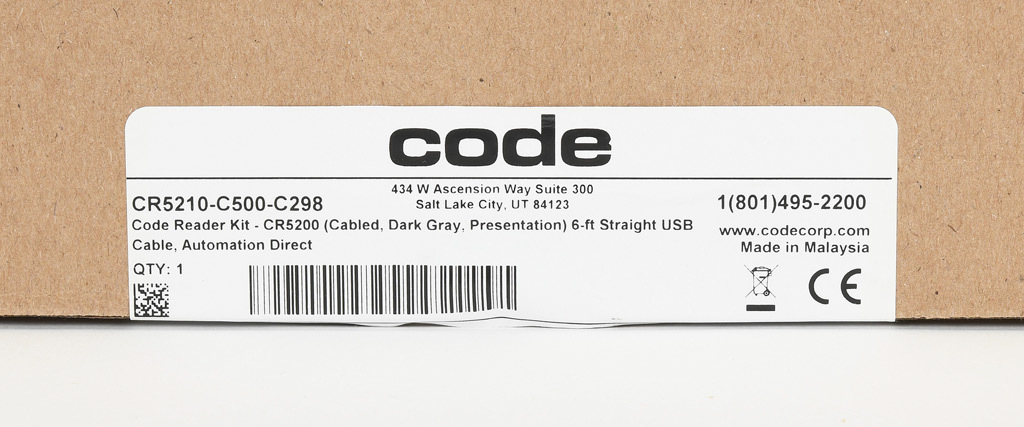 code
434 W Ascension Way Suite 300
Salt Lake City, UT 84123
CR5210-C500-C298
1(801)495-2200
Code Reader Kit - CR5200 (Cabled, Dark Gray, Presentation) 6-ft Straight USB
Cable, Automation Direct
www.codecorp.com
Made in Malaysia
QTY: 1
CE